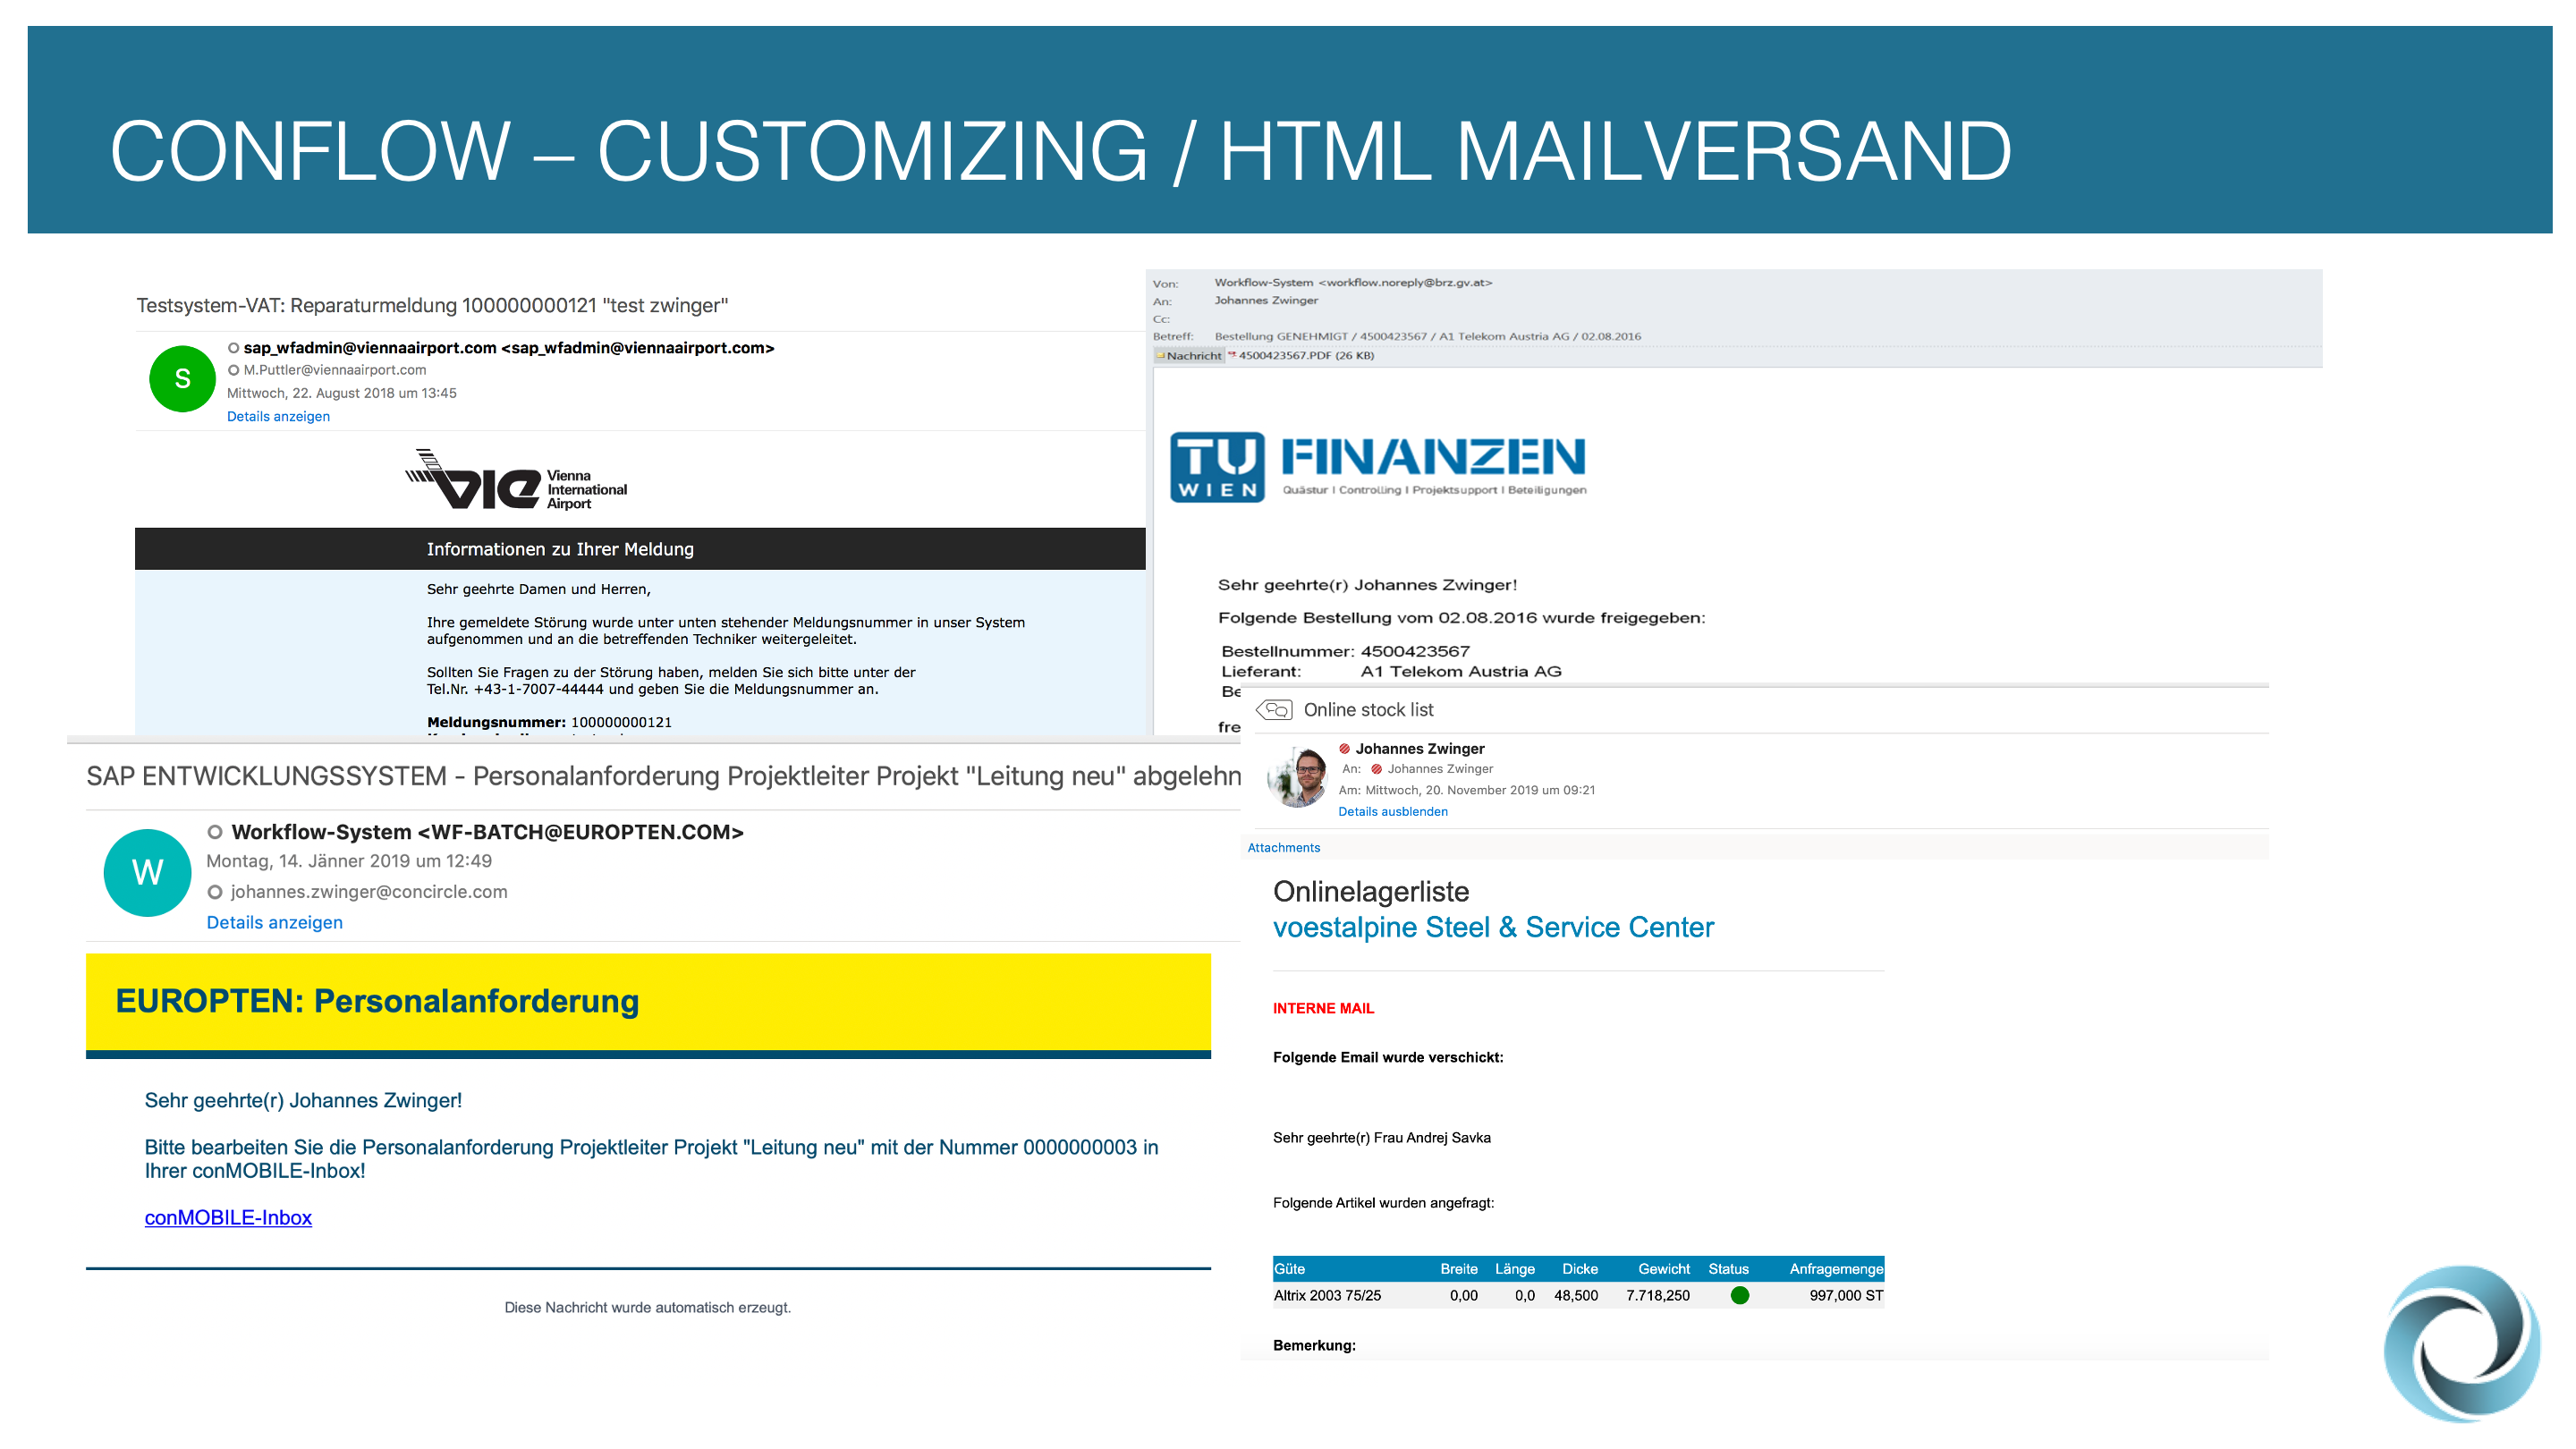 CONFLOW – CUSTOMIZING / HTML MAILVERSAND
Testsystem-VAT: Reparaturmeldung 100000000121 "test zwinger"
S
sap_wfadmin@viennaairport.com <sap_wfadmin@viennaairport.com>
M.Puttler@viennaairport.com
Mittwoch, 22. August 2018 um 13:45
Details anzeigen
VIE Vienna
International
Airport
Informationen zu Ihrer Meldung
Sehr geehrte Damen und Herren,
Ihre gemeldete Störung wurde unter unten stehender Meldungsnummer in unser System
aufgenommen und an die betreffenden Techniker weitergeleitet.
Sollten Sie Fragen zu der Störung haben, melden Sie sich bitte unter der
Tel.Nr. +43-1-7007-44444 und geben Sie die Meldungsnummer an.
Meldungsnummer: 100000000121
Von: Workflow-System <workflow.noreply@brz.gv.at>
An: Johannes Zwinger
Cc:
Betreff: Bestellung GENEHMIGT / 4500423567 / A1 Telekom Austria AG / 02.08.2016
Nachricht 4500423567.PDF (26 KB)
TU
WIEN
FINANZEN
Quästur I Controlling I Projektsupport I Beteiligungen
Sehr geehrte(r) Johannes Zwinger!
Folgende Bestellung vom 02.08.2016 wurde freigegeben:
Bestellnummer: 4500423567
Lieferant: A1 Telekom Austria AG
Be
fre
SAP ENTWICKLUNGSSYSTEM - Personalanforderung Projektleiter Projekt "Leitung neu" abgelehn
W
Workflow-System <WF-BATCH@EUROPTEN.COM>
Montag, 14. Jänner 2019 um 12:49
johannes.zwinger@concircle.com
Details anzeigen
EUROPTEN: Personalanforderung
Sehr geehrte(r) Johannes Zwinger!
Bitte bearbeiten Sie die Personalanforderung Projektleiter Projekt "Leitung neu" mit der Nummer 0000000003 in
Ihrer conMOBILE-Inbox!
conMOBILE-Inbox
Diese Nachricht wurde automatisch erzeugt.
Online stock list
Johannes Zwinger
An: Johannes Zwinger
Am: Mittwoch, 20. November 2019 um 09:21
Details ausblenden
Attachments
Onlinelagerliste
voestalpine Steel & Service Center
INTERNE MAIL
Folgende Email wurde verschickt:
Sehr geehrte(r) Frau Andrej Savka
Folgende Artikel wurden angefragt:
Güte Breite Länge Dicke Gewicht Status Anfragemenge
Altrix 2003 75/25 0,00 0,0 48,500 7.718,250 997,000 ST
Bemerkung: